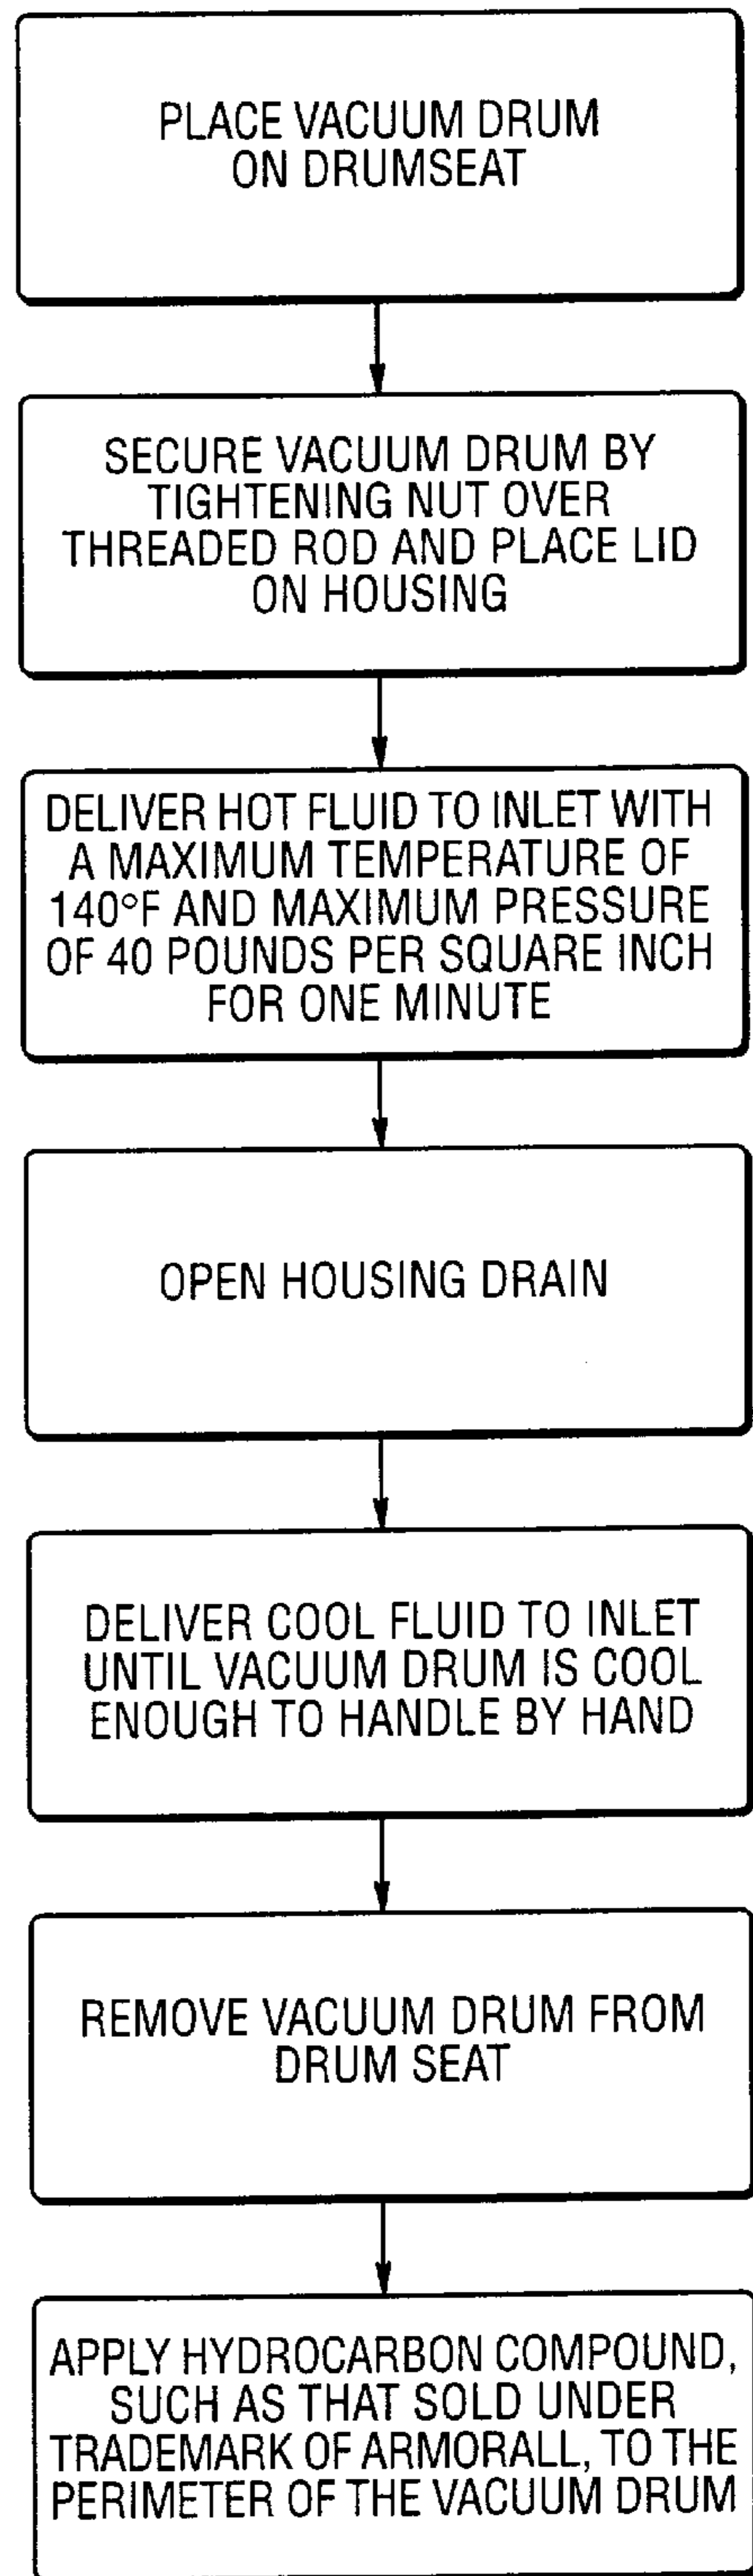 PLACE VACUUM DRUM
ON DRUMSEAT
SECURE VACUUM DRUM BY
TIGHTENING NUT OVER
THREADED ROD AND PLACE LID
ON HOUSING
DELIVER HOT FLUID TO INLET WITH
A MAXIMUM TEMPERATURE OF
140°F AND MAXIMUM PRESSURE
OF 40 POUNDS PER SQUARE INCH
FOR ONE MINUTE
OPEN HOUSING DRAIN
DELIVER COOL FLUID TO INLET
UNTIL VACUUM DRUM IS COOL
ENOUGH TO HANDLE BY HAND
REMOVE VACUUM DRUM FROM
DRUM SEAT
APPLY HYDROCARBON COMPOUND,
SUCH AS THAT SOLD UNDER
TRADEMARK OF ARMORALL, TO THE
PERIMETER OF THE VACUUM DRUM